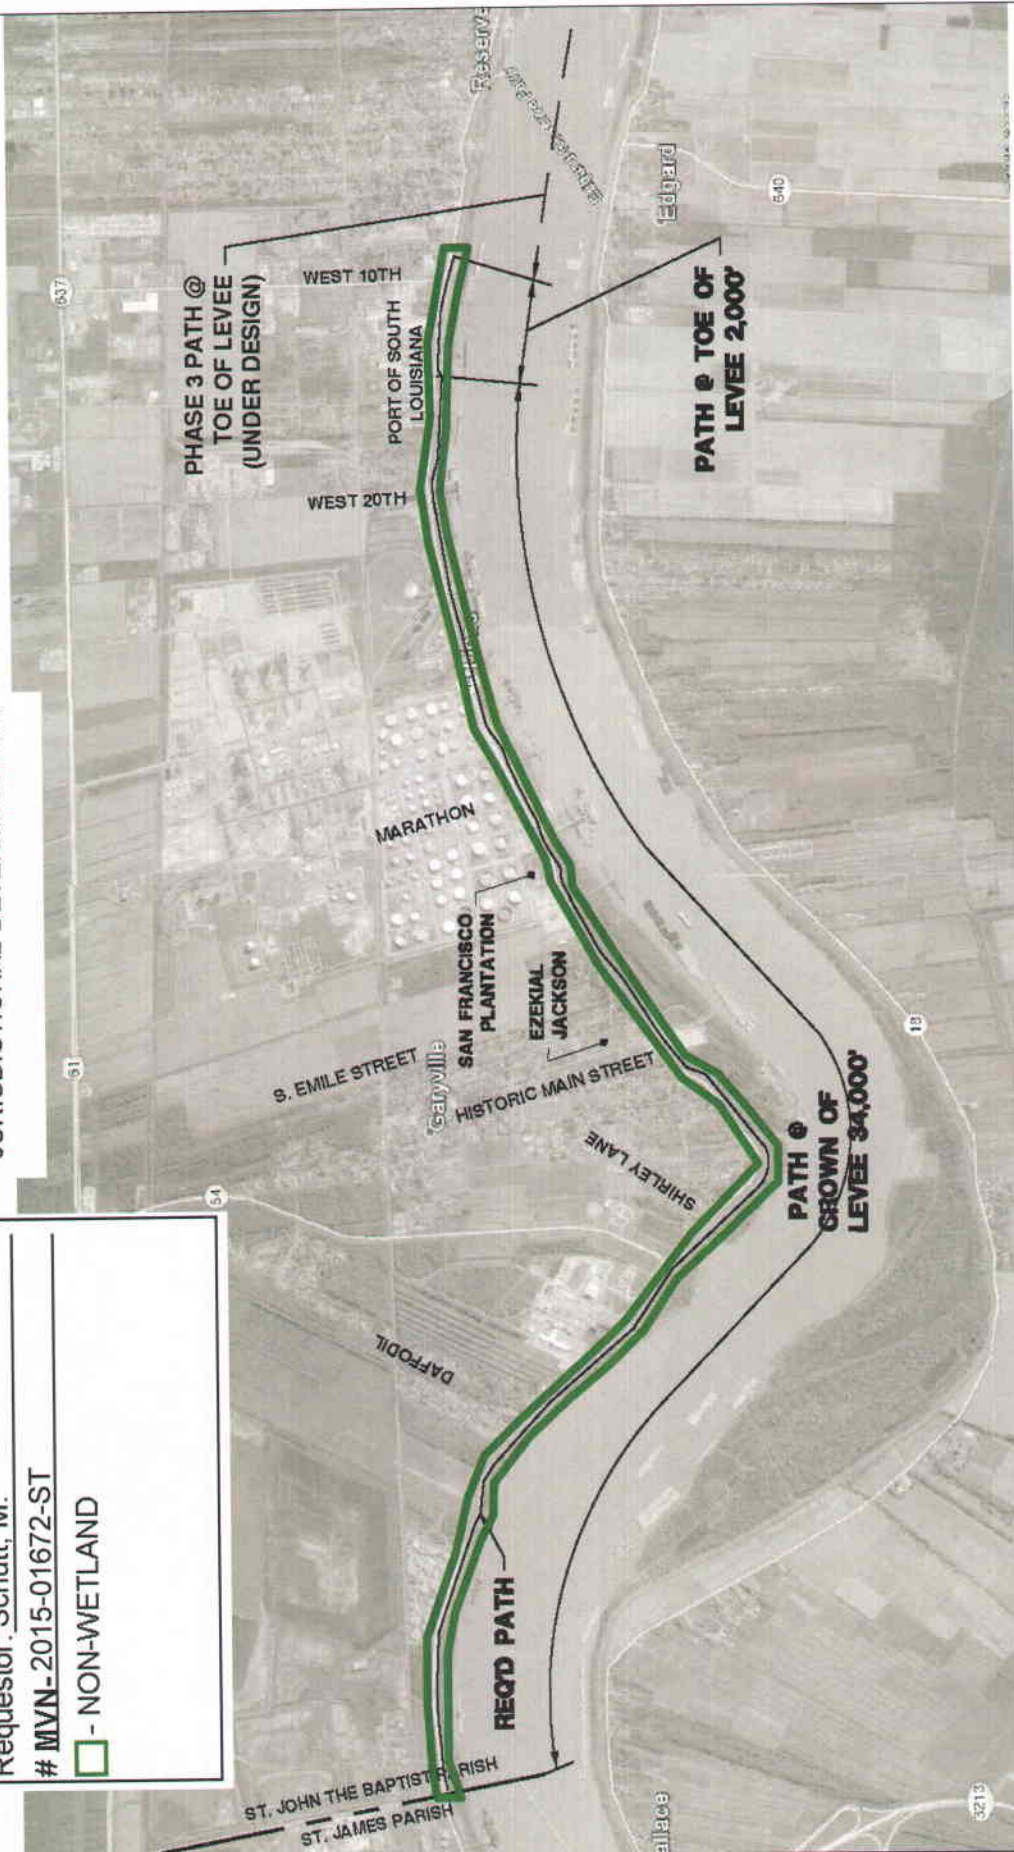 Requestor: Schutt, M.
# MVN-2015-01672-ST
- NON-WETLAND
PHASE 3 PATH @
TOE OF LEVEE
(UNDER DESIGN)
WEST 10TH
PORT OF SOUTH
LOUISIANA
WEST 20TH
PATH @ TOE OF
LEVEE 2,000'
MARATHON
SAN FRANCISCO
PLANTATION
EZEKIAL
JACKSON
S. EMILE STREET
Garyville
HISTORIC MAIN STREET
SHIRLEY LANE
PATH @
CROWN OF
LEVEE 34,000'
DAFFODIL
REQ'D PATH
ST. JOHN THE BAPTIST PARISH
ST. JAMES PARISH
Edgard
637
61
54
640
18
3213